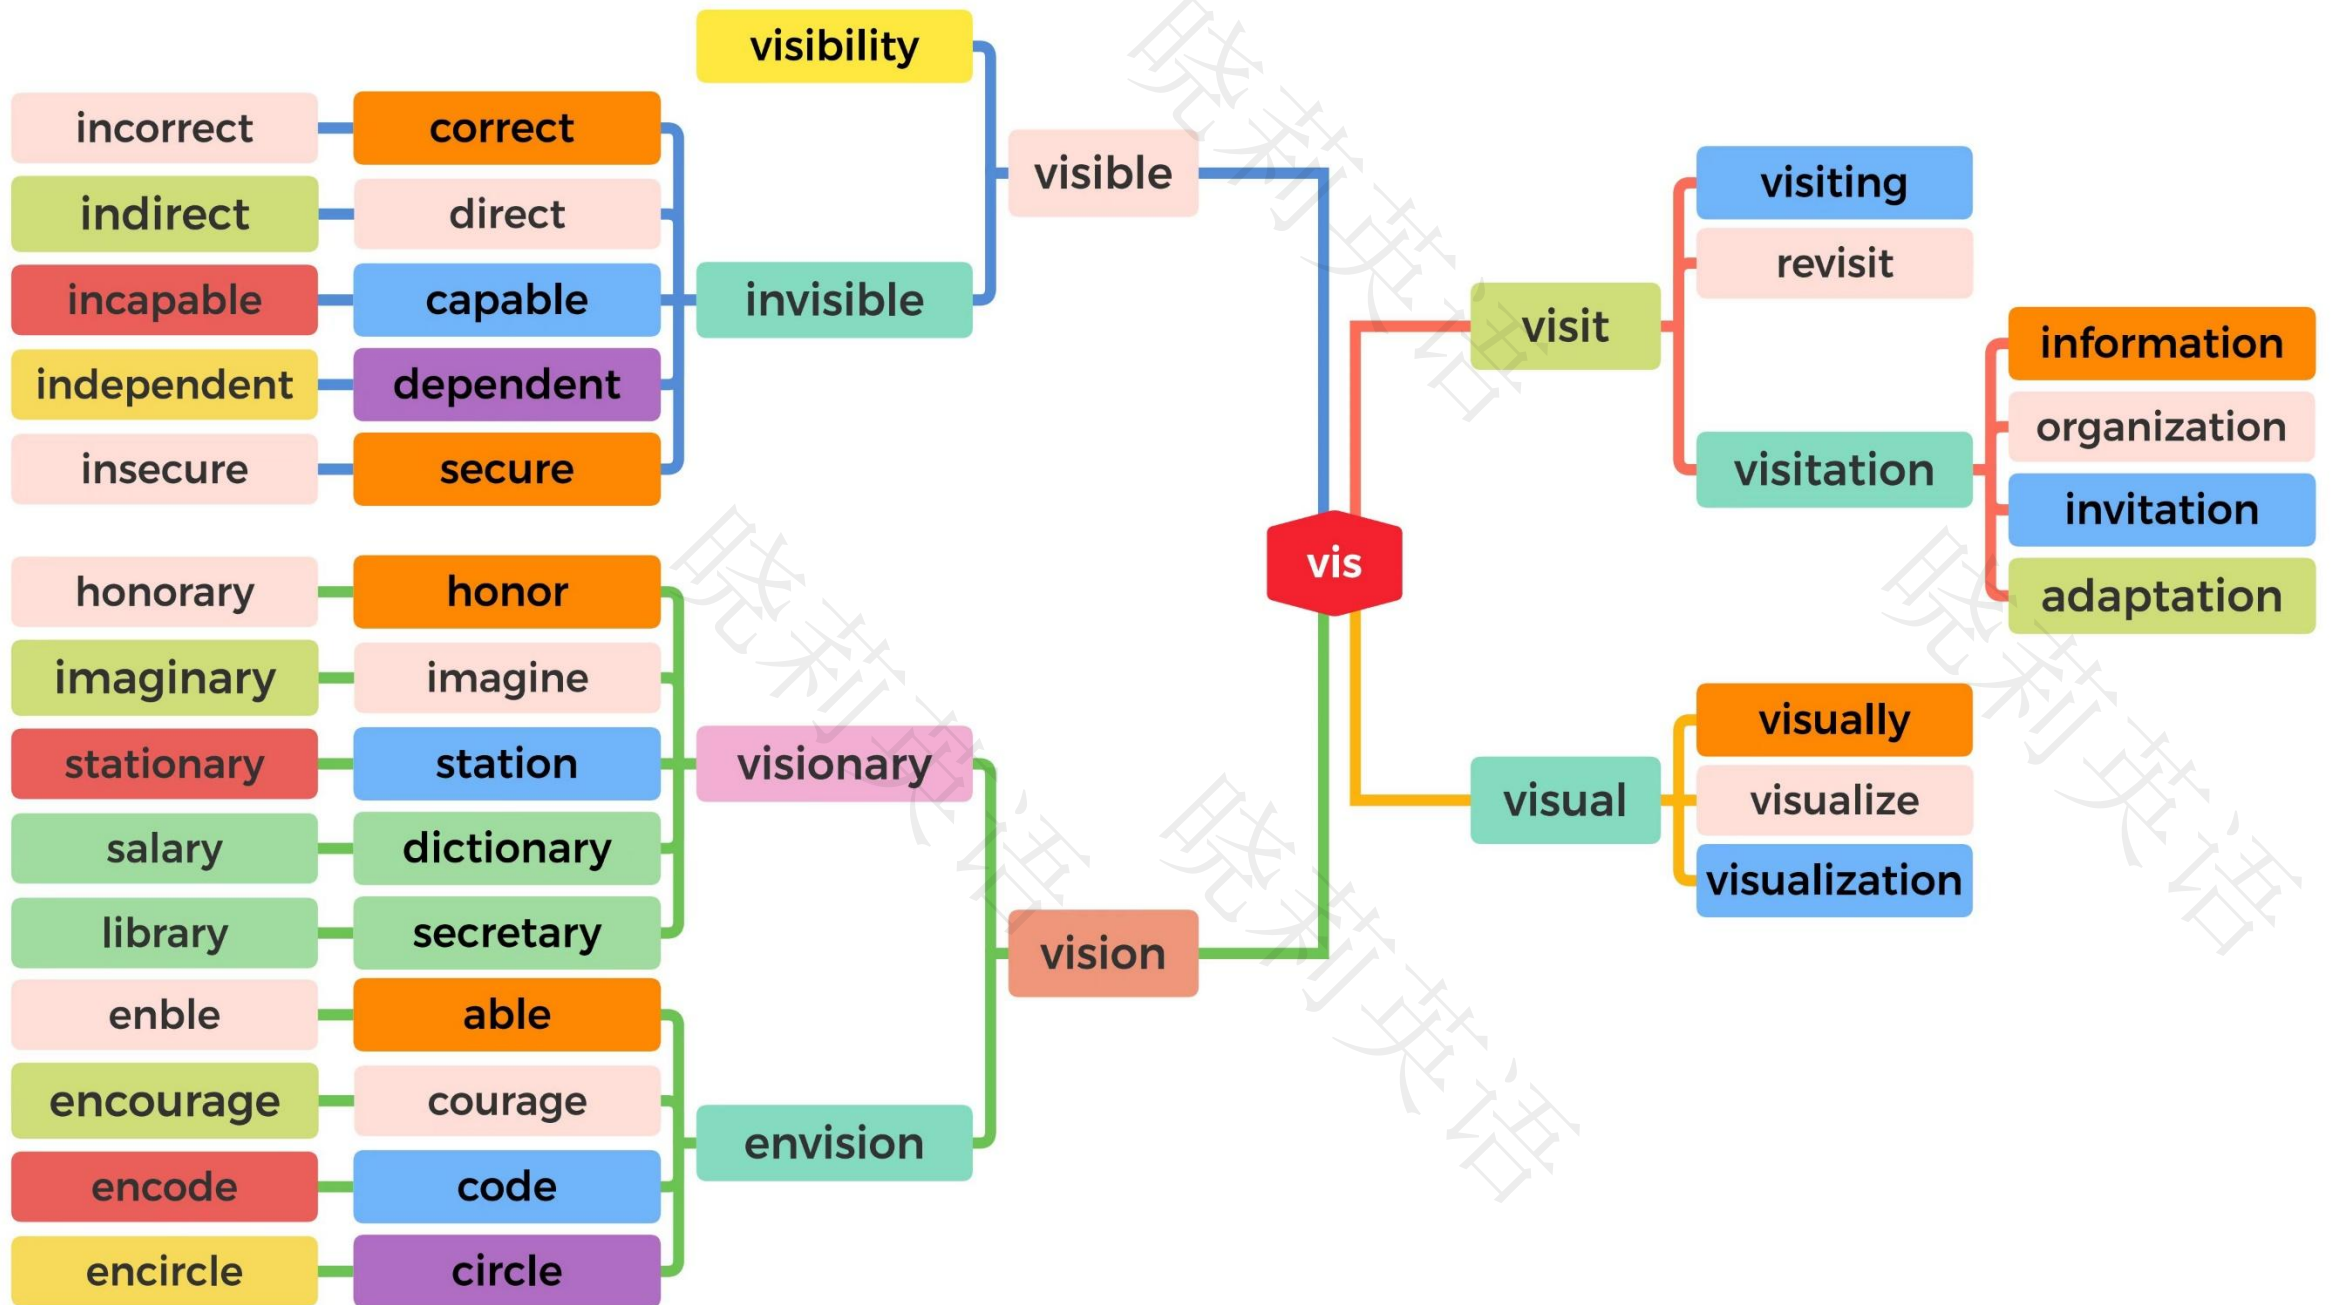 visibility
incorrect
correct
visible
indirect
direct
incapable
capable
invisible
independent
dependent
insecure
secure
honorary
honor
imaginary
imagine
stationary
station
visionary
salary
dictionary
library
secretary
vision
enble
able
encourage
courage
envision
encode
code
encircle
circle
vis
visit
visiting
revisit
visitation
information
organization
invitation
adaptation
visual
visually
visualize
visualization
晓莉英语
晓莉英语
晓莉英语
晓莉英语